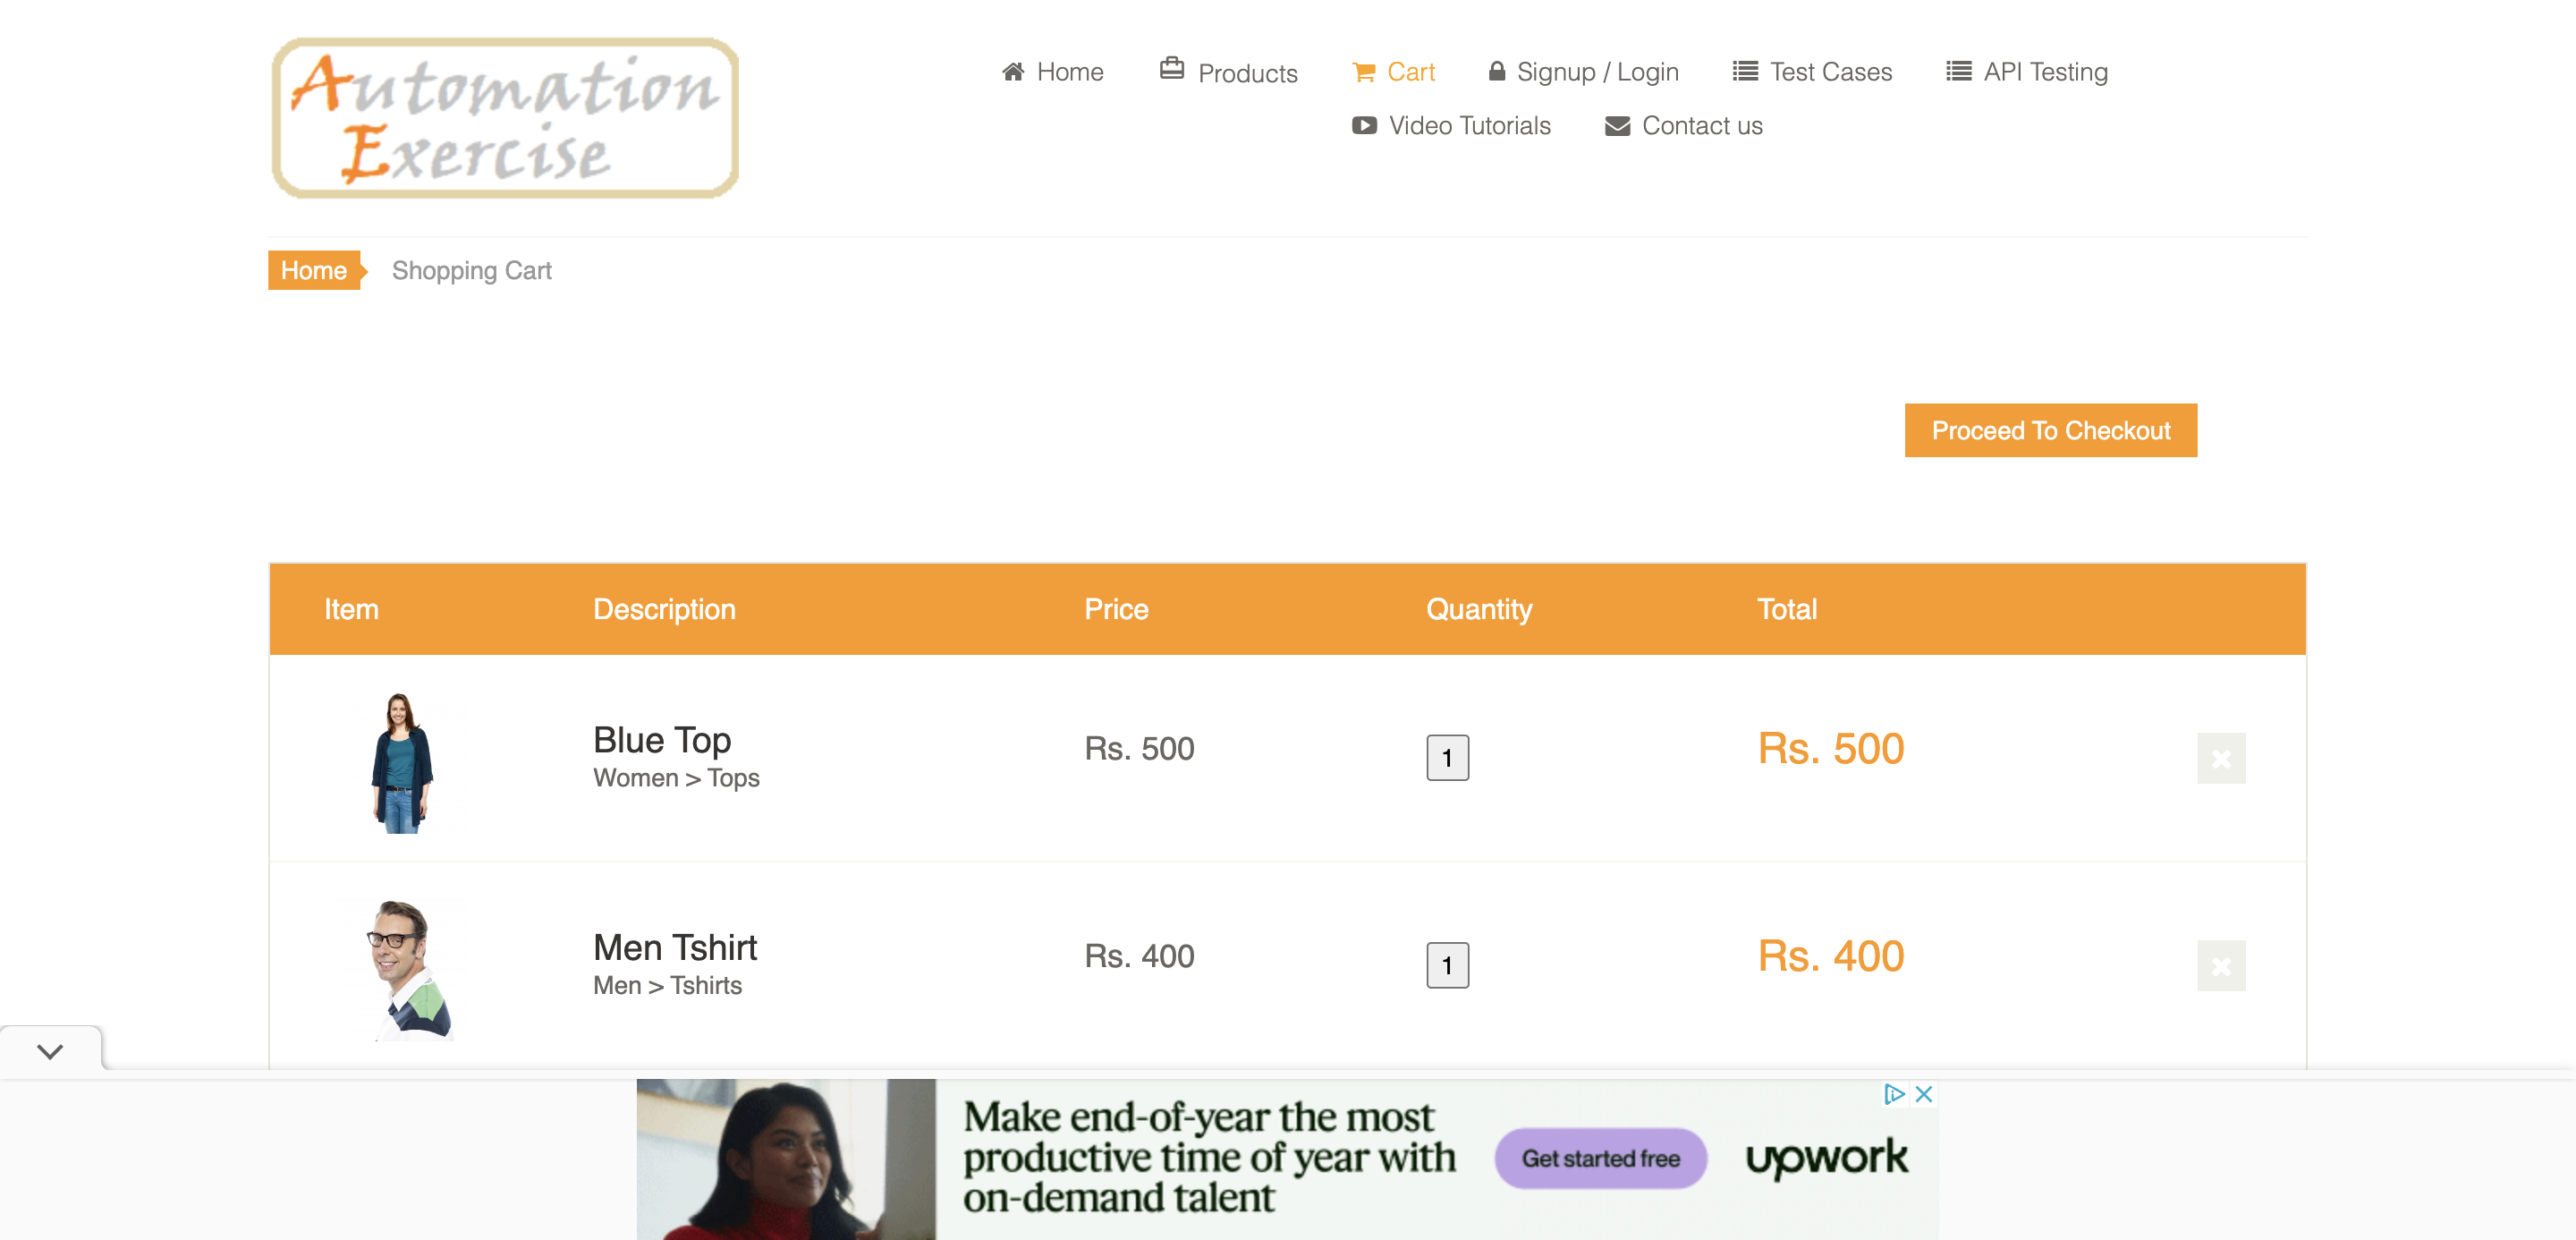 Automation
Exercise
Home
Products
Cart
Signup / Login
Test Cases
API Testing
Video Tutorials
Contact us
Home
Shopping Cart
Proceed To Checkout
Item Description Price Quantity Total
Blue Top
Women > Tops
Rs. 500
1
Rs. 500
Men Tshirt
Men > Tshirts
Rs. 400
1
Rs. 400
Make end-of-year the most
productive time of year with
on-demand talent
Get started free
upwork